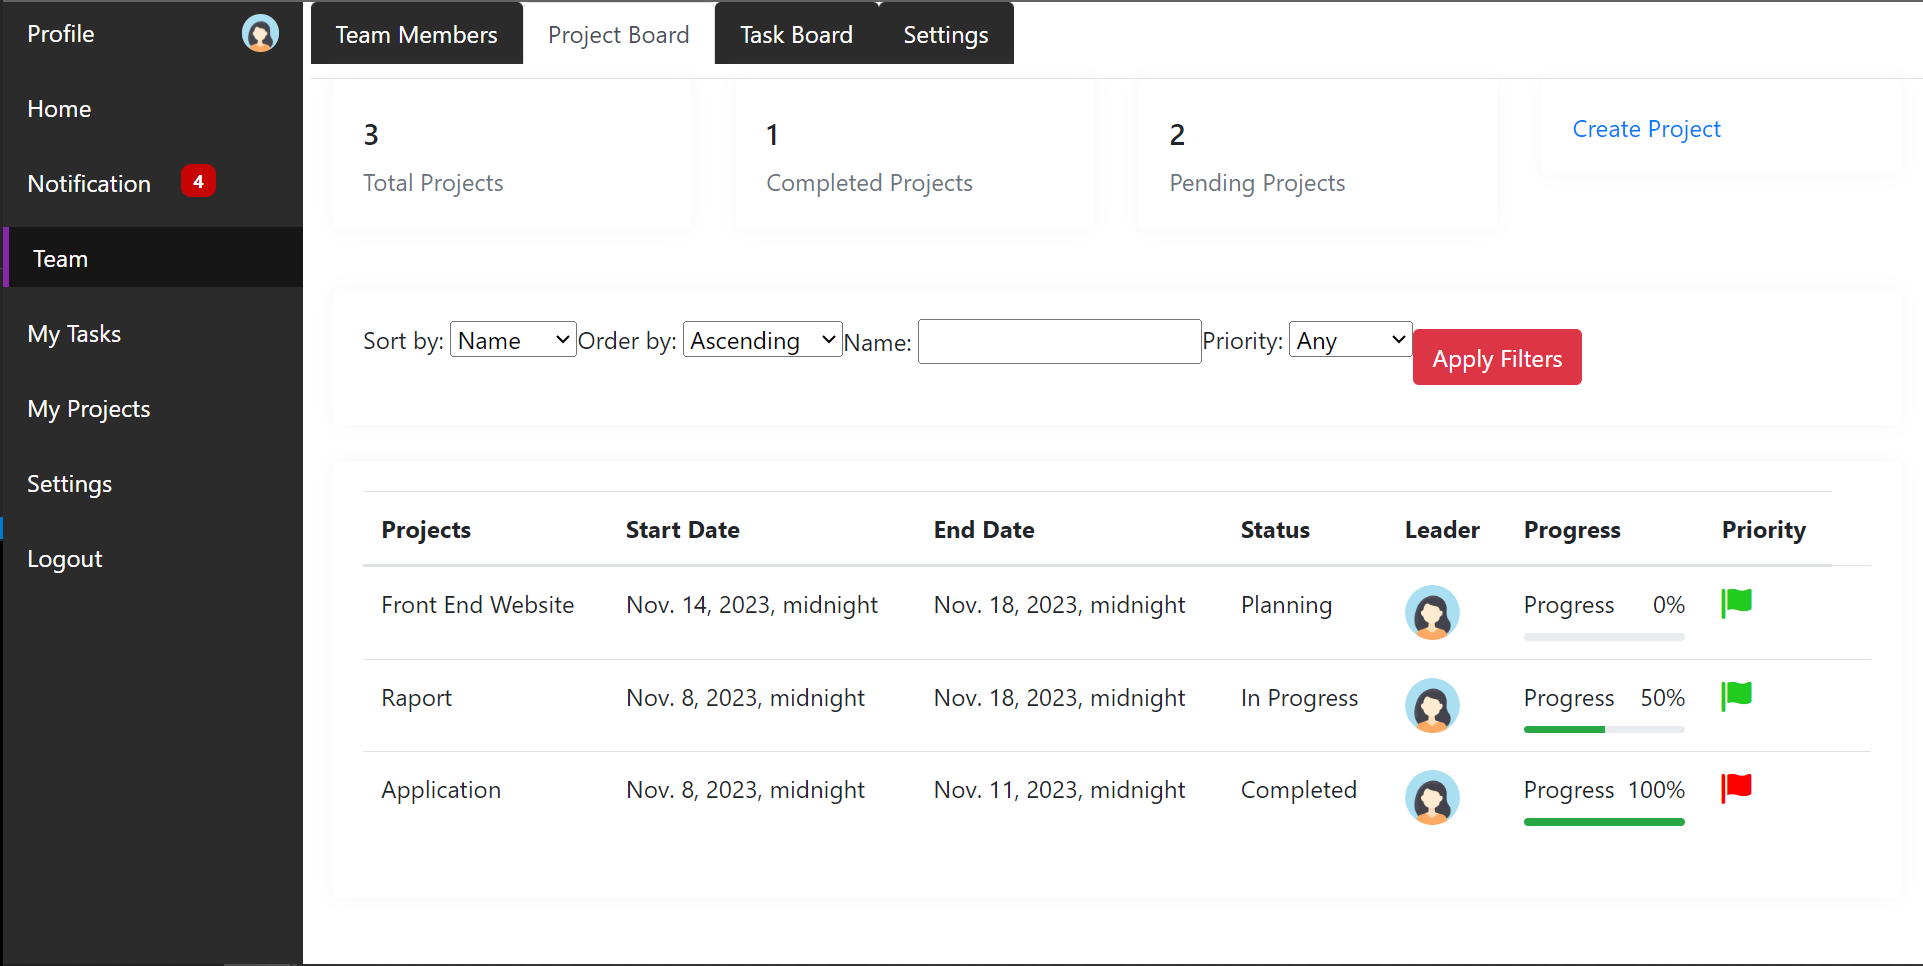 Profile
Home
Notification 4
Team
My Tasks
My Projects
Settings
Logout
Team Members Project Board Task Board Settings
3
Total Projects
1
Completed Projects
2
Pending Projects
Create Project
Sort by: Name Order by: Ascending Name: Priority: Any Apply Filters
Projects Start Date End Date Status Leader Progress Priority
Front End Website Nov. 14, 2023, midnight Nov. 18, 2023, midnight Planning Progress 0%
Raport Nov. 8, 2023, midnight Nov. 18, 2023, midnight In Progress Progress 50%
Application Nov. 8, 2023, midnight Nov. 11, 2023, midnight Completed Progress 100%